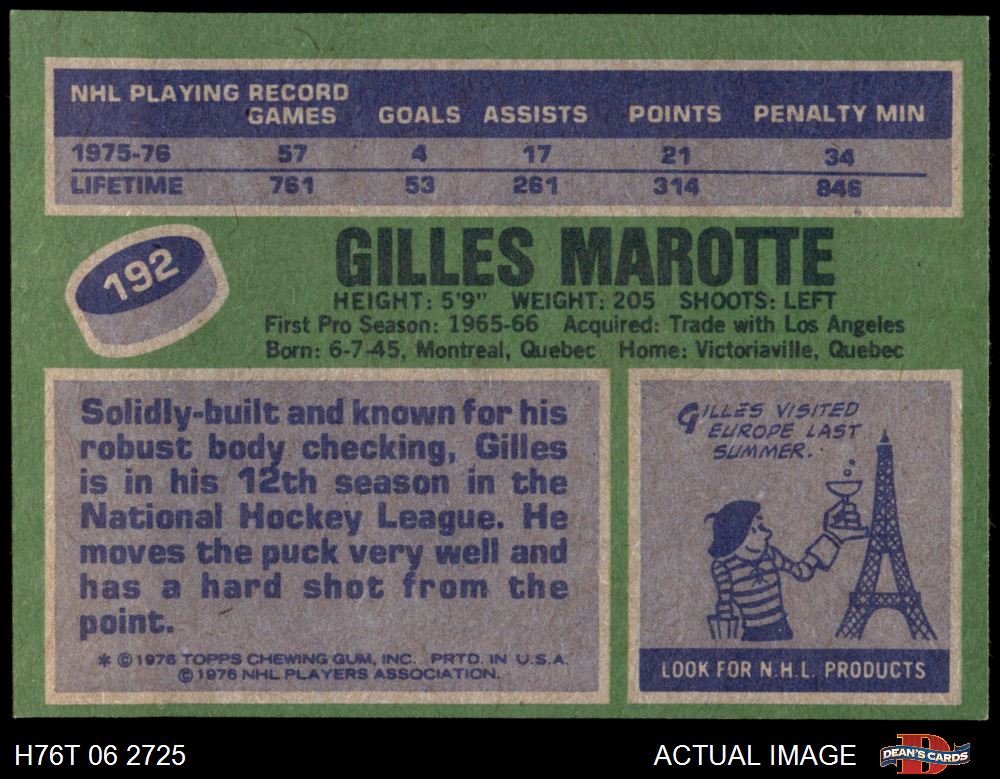 NHL PLAYING RECORD
GAMES GOALS ASSISTS POINTS PENALTY MIN
1975-76 57 4 17 21 34
LIFETIME 761 53 261 314 846
192
GILLES MAROTTE
HEIGHT: 5'9" WEIGHT: 205 SHOOTS: LEFT
First Pro Season: 1965-66 Acquired: Trade with Los Angeles
Born: 6-7-45, Montreal, Quebec Home: Victoriaville, Quebec
Solidly-built and known for his
robust body checking, Gilles
is in his 12th season in the
National Hockey League. He
moves the puck very well and
has a hard shot from the
point.
* © 1976 TOPPS CHEWING GUM, INC. PRTD. IN U.S.A.
© 1976 NHL PLAYERS ASSOCIATION.
GILLES VISITED
EUROPE LAST
SUMMER.
LOOK FOR N.H.L. PRODUCTS
H76T 06 2725
ACTUAL IMAGE
D
DEAN'S CARDS